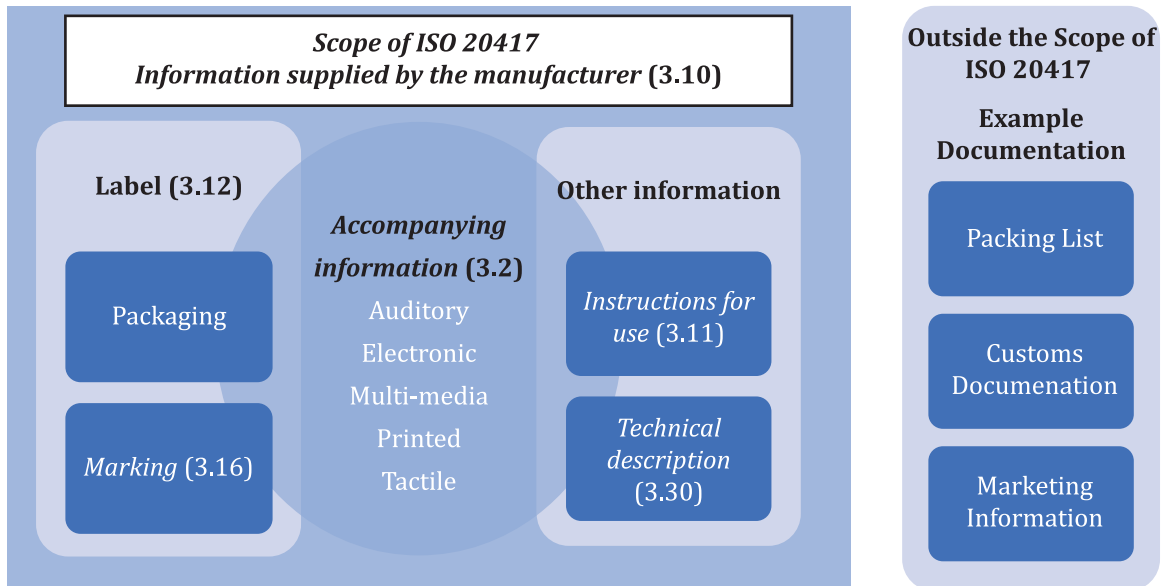 Scope of ISO 20417
Information supplied by the manufacturer (3.10)
Label (3.12)
Packaging
Marking (3.16)
Accompanying
information (3.2)
Auditory
Electronic
Multi-media
Printed
Tactile
Other information
Instructions for
use (3.11)
Technical
description
(3.30)
Outside the Scope of
ISO 20417
Example
Documentation
Packing List
Customs
Documenation
Marketing
Information